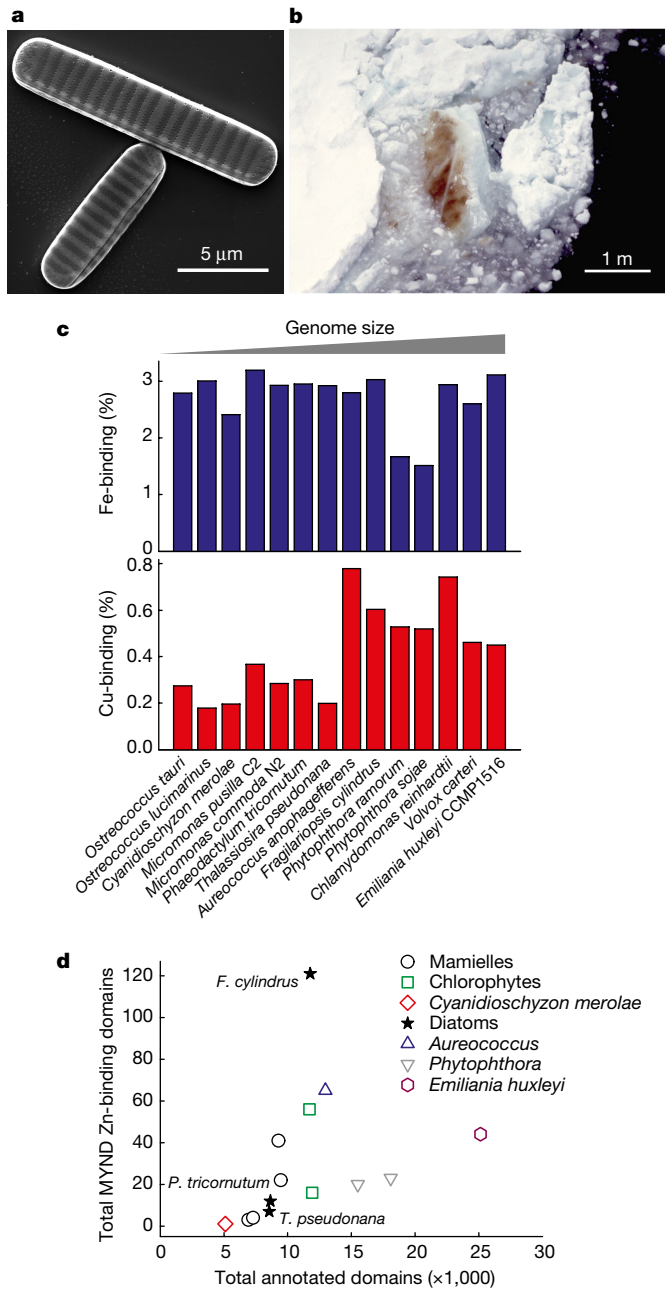 a
b
5 µm
1 m
c
Genome size
Fe-binding (%)
3
2
1
0
Cu-binding (%)
0.8
0.6
0.4
0.2
0.0
Ostreococcus tauri
Ostreococcus lucimarinus
Cyanidioschyzon merolae
Micromonas pusilla C2
Micromonas commoda N2
Phaeodactylum tricornutum
Thalassiosira pseudonana
Aureococcus anophagefferens
Fragilariopsis cylindrus
Phytophthora ramorum
Phytophthora sojae
Chlamydomonas reinhardtii
Volvox carteri
Emiliania huxleyi CCMP1516
d
Total MYND Zn-binding domains
120
100
80
60
40
20
0
F. cylindrus
P. tricornutum
T. pseudonana
Mamielles
Chlorophytes
Cyanidioschyzon merolae
Diatoms
Aureococcus
Phytophthora
Emiliania huxleyi
0 5 10 15 20 25 30
Total annotated domains (×1,000)